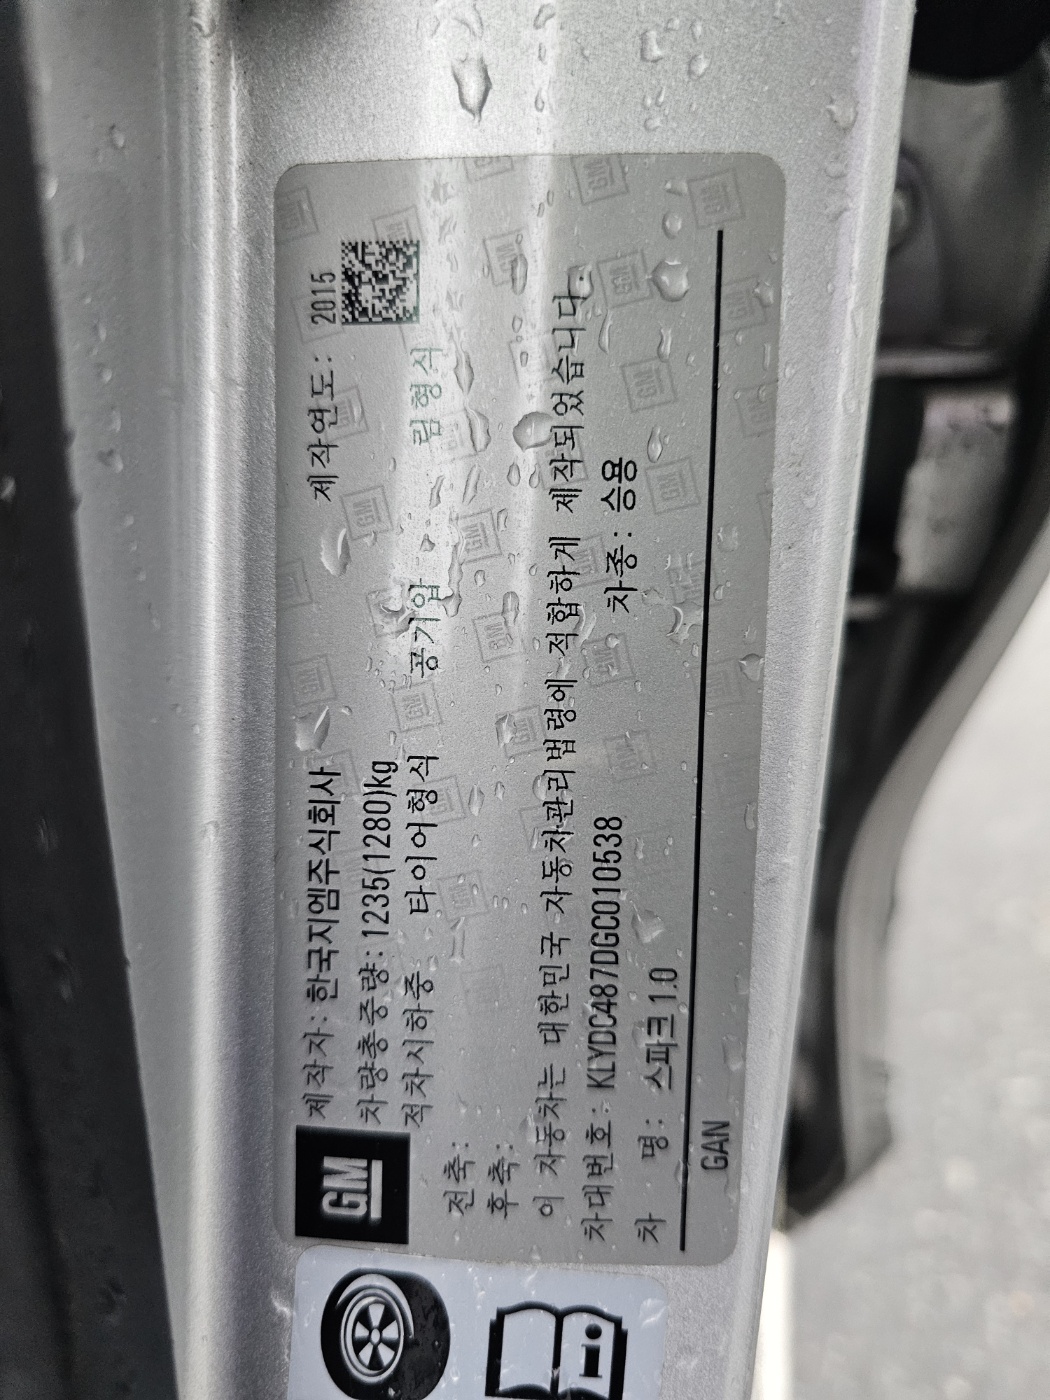 GM
제작자 : 한국지엠주식회사 제작연도 : 2015
차량총중량 : 1235(1280)kg
적차시하중 타이어형식 공기압 림형식
전축 :
후축 :
이 자동차는 대한민국 자동차관리법령에 적합하게 제작되었습니다.
차대번호 : KLYDC487DGC010538 차종 : 승용
차 명 : 스파크 1.0
GAN
i